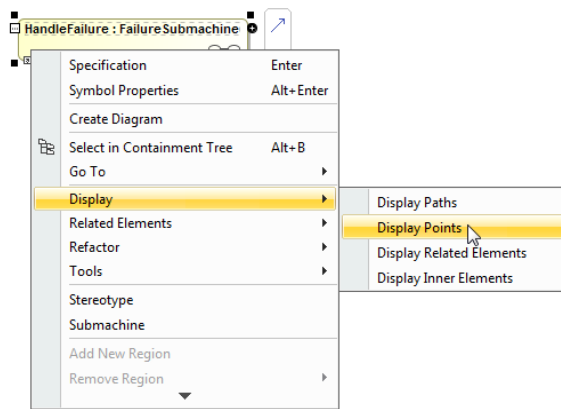 HandleFailure : FailureSubmachine
Specification Enter
Symbol Properties Alt+Enter
Create Diagram
Select in Containment Tree Alt+B
Go To
Display
Related Elements
Refactor
Tools
Stereotype
Submachine
Add New Region
Remove Region
Display Paths
Display Points
Display Related Elements
Display Inner Elements